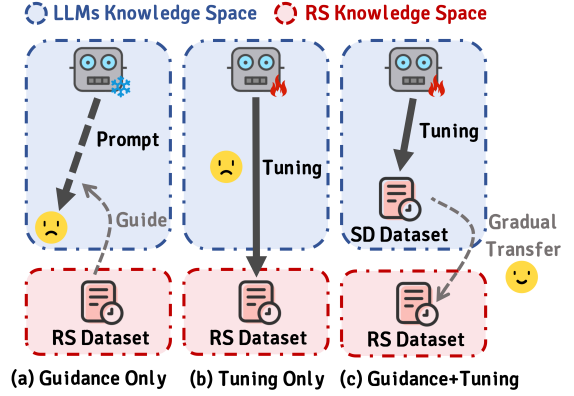 LLMs Knowledge Space
RS Knowledge Space
Prompt
Guide
RS Dataset
(a) Guidance Only
Tuning
RS Dataset
(b) Tuning Only
Tuning
SD Dataset
Gradual
Transfer
RS Dataset
(c) Guidance+Tuning